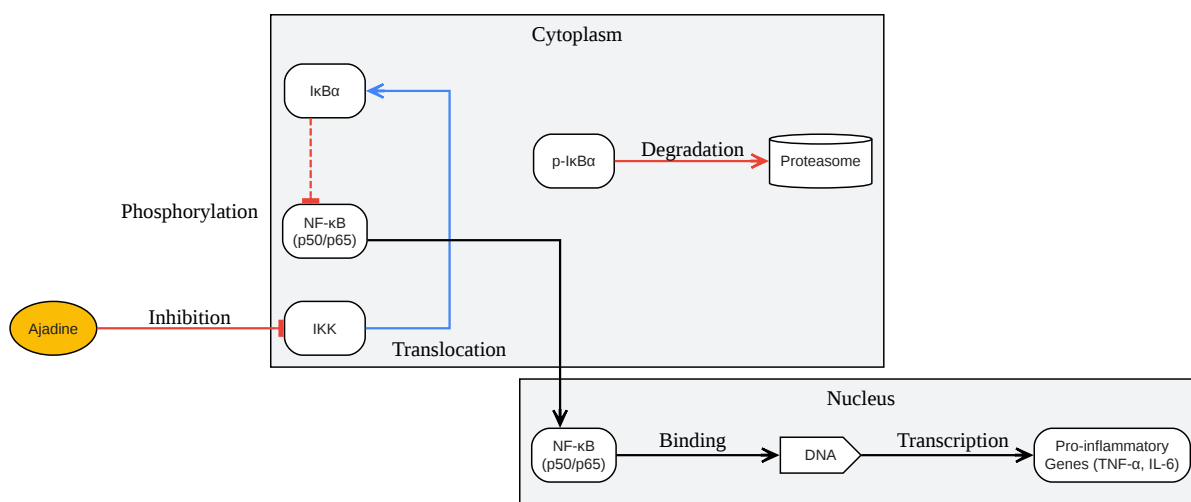 Cytoplasm
IκBα
p-IκBα
Degradation
Proteasome
Phosphorylation
NF-κB
(p50/p65)
Ajadine
Inhibition
IKK
Translocation
Nucleus
NF-κB
(p50/p65)
Binding
DNA
Transcription
Pro-inflammatory
Genes (TNF-α, IL-6)